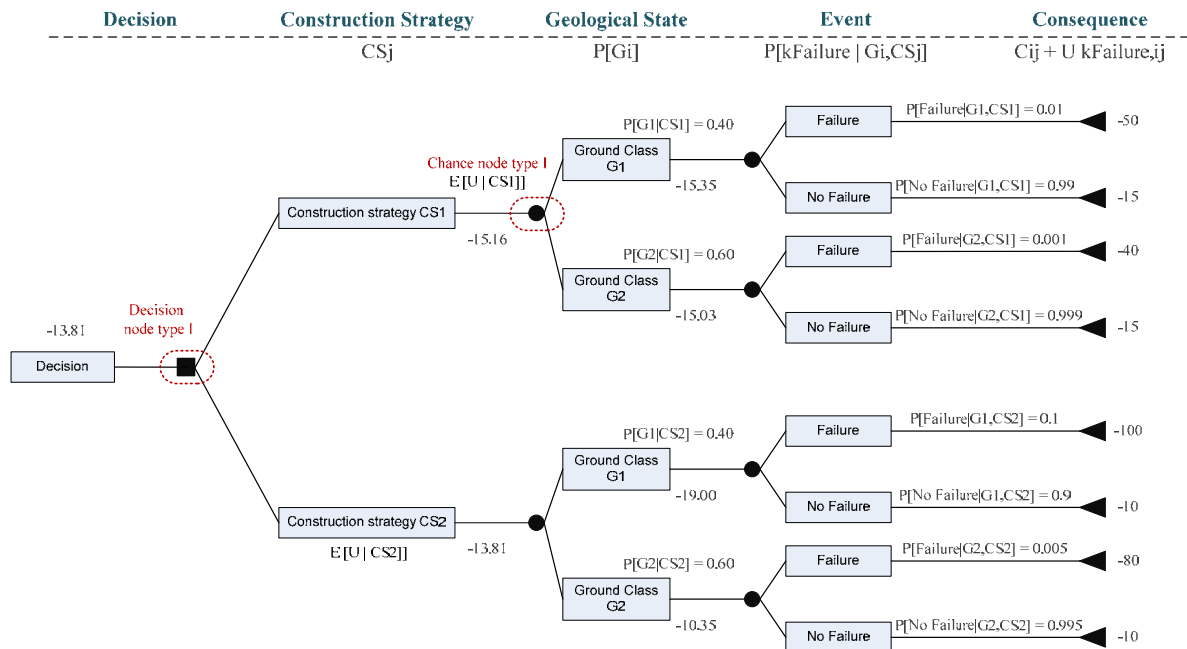 Decision Construction Strategy Geological State Event Consequence
CSj P[Gi] P[kFailure | Gi,CSj] Cij + U kFailure,ij
P[Failure|G1,CS1] = 0.01
Failure
-50
P[G1|CS1] = 0.40
Ground Class
G1
-15.35
Chance node type I
E[U | CS1]]
P[No Failure|G1,CS1] = 0.99
No Failure
-15
Construction strategy CS1
-15.16
P[Failure|G2,CS1] = 0.001
Failure
-40
P[G2|CS1] = 0.60
Ground Class
G2
-15.03
P[No Failure|G2,CS1] = 0.999
No Failure
-15
Decision
node type I
-13.81
Decision
P[Failure|G1,CS2] = 0.1
Failure
-100
P[G1|CS2] = 0.40
Ground Class
G1
-19.00
P[No Failure|G1,CS2] = 0.9
No Failure
-10
Construction strategy CS2
E[U | CS2]]
-13.81
P[Failure|G2,CS2] = 0.005
Failure
-80
P[G2|CS2] = 0.60
Ground Class
G2
-10.35
P[No Failure|G2,CS2] = 0.995
No Failure
-10